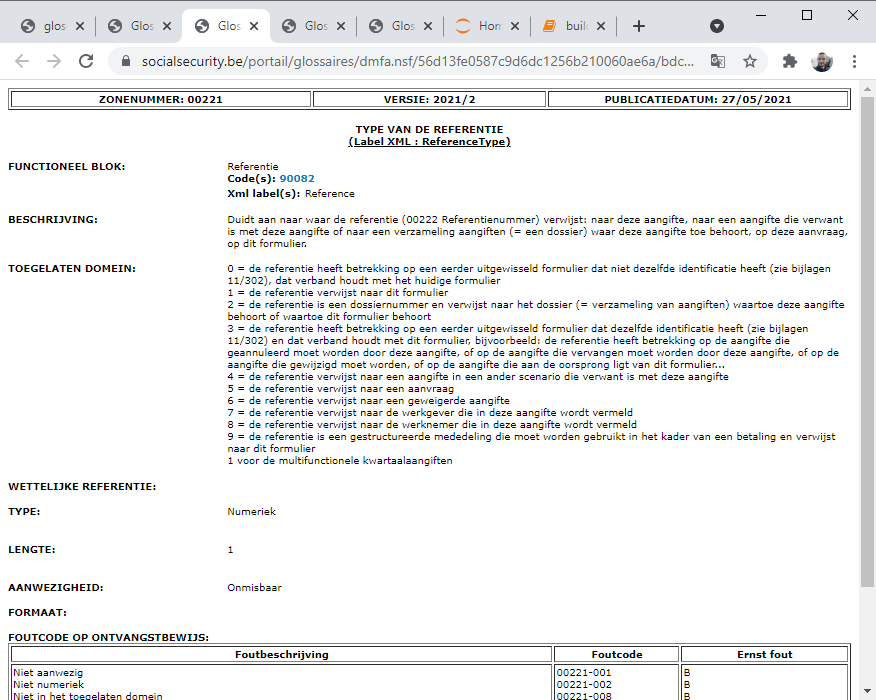 glos
Glos
Glos
Glos
Glos
Hom
buil
socialsecurity.be/portail/glossaires/dmfa.nsf/56d13fe0587c9d6dc1256b210060ae6a/bdc...
ZONENUMMER: 00221 VERSIE: 2021/2 PUBLICATIEDATUM: 27/05/2021
TYPE VAN DE REFERENTIE
(Label XML : ReferenceType)
FUNCTIONEEL BLOK: Referentie
Code(s): 90082
Xml label(s): Reference
BESCHRIJVING: Duidt aan naar waar de referentie (00222 Referentienummer) verwijst: naar deze aangifte, naar een aangifte die verwant
is met deze aangifte of naar een verzameling aangiften (= een dossier) waar deze aangifte toe behoort, op deze aanvraag,
op dit formulier.
TOEGELATEN DOMEIN: 0 = de referentie heeft betrekking op een eerder uitgewisseld formulier dat niet dezelfde identificatie heeft (zie bijlagen
11/302), dat verband houdt met het huidige formulier
1 = de referentie verwijst naar dit formulier
2 = de referentie is een dossiernummer en verwijst naar het dossier (= verzameling van aangiften) waartoe deze aangifte
behoort of waartoe dit formulier behoort
3 = de referentie heeft betrekking op een eerder uitgewisseld formulier dat dezelfde identificatie heeft (zie bijlagen
11/302) en dat verband houdt met dit formulier, bijvoorbeeld: de referentie heeft betrekking op de aangifte die
geannuleerd moet worden door deze aangifte, of op de aangifte die vervangen moet worden door deze aangifte, of op de
aangifte die gewijzigd moet worden, of op de aangifte die aan de oorsprong ligt van dit formulier...
4 = de referentie verwijst naar een aangifte in een ander scenario die verwant is met deze aangifte
5 = de referentie verwijst naar een aanvraag
6 = de referentie verwijst naar een geweigerde aangifte
7 = de referentie verwijst naar de werkgever die in deze aangifte wordt vermeld
8 = de referentie verwijst naar de werknemer die in deze aangifte wordt vermeld
9 = de referentie is een gestructureerde mededeling die moet worden gebruikt in het kader van een betaling en verwijst
naar dit formulier
1 voor de multifunctionele kwartaalaangiften
WETTELIJKE REFERENTIE:
TYPE: Numeriek
LENGTE: 1
AANWEZIGHEID: Onmisbaar
FORMAAT:
FOUTCODE OP ONTVANGSTBEWIJS:
Foutbeschrijving Foutcode Ernst fout
Niet aanwezig 00221-001 B
Niet numeriek 00221-002 B
Niet in het toegelaten domein 00221-008 B